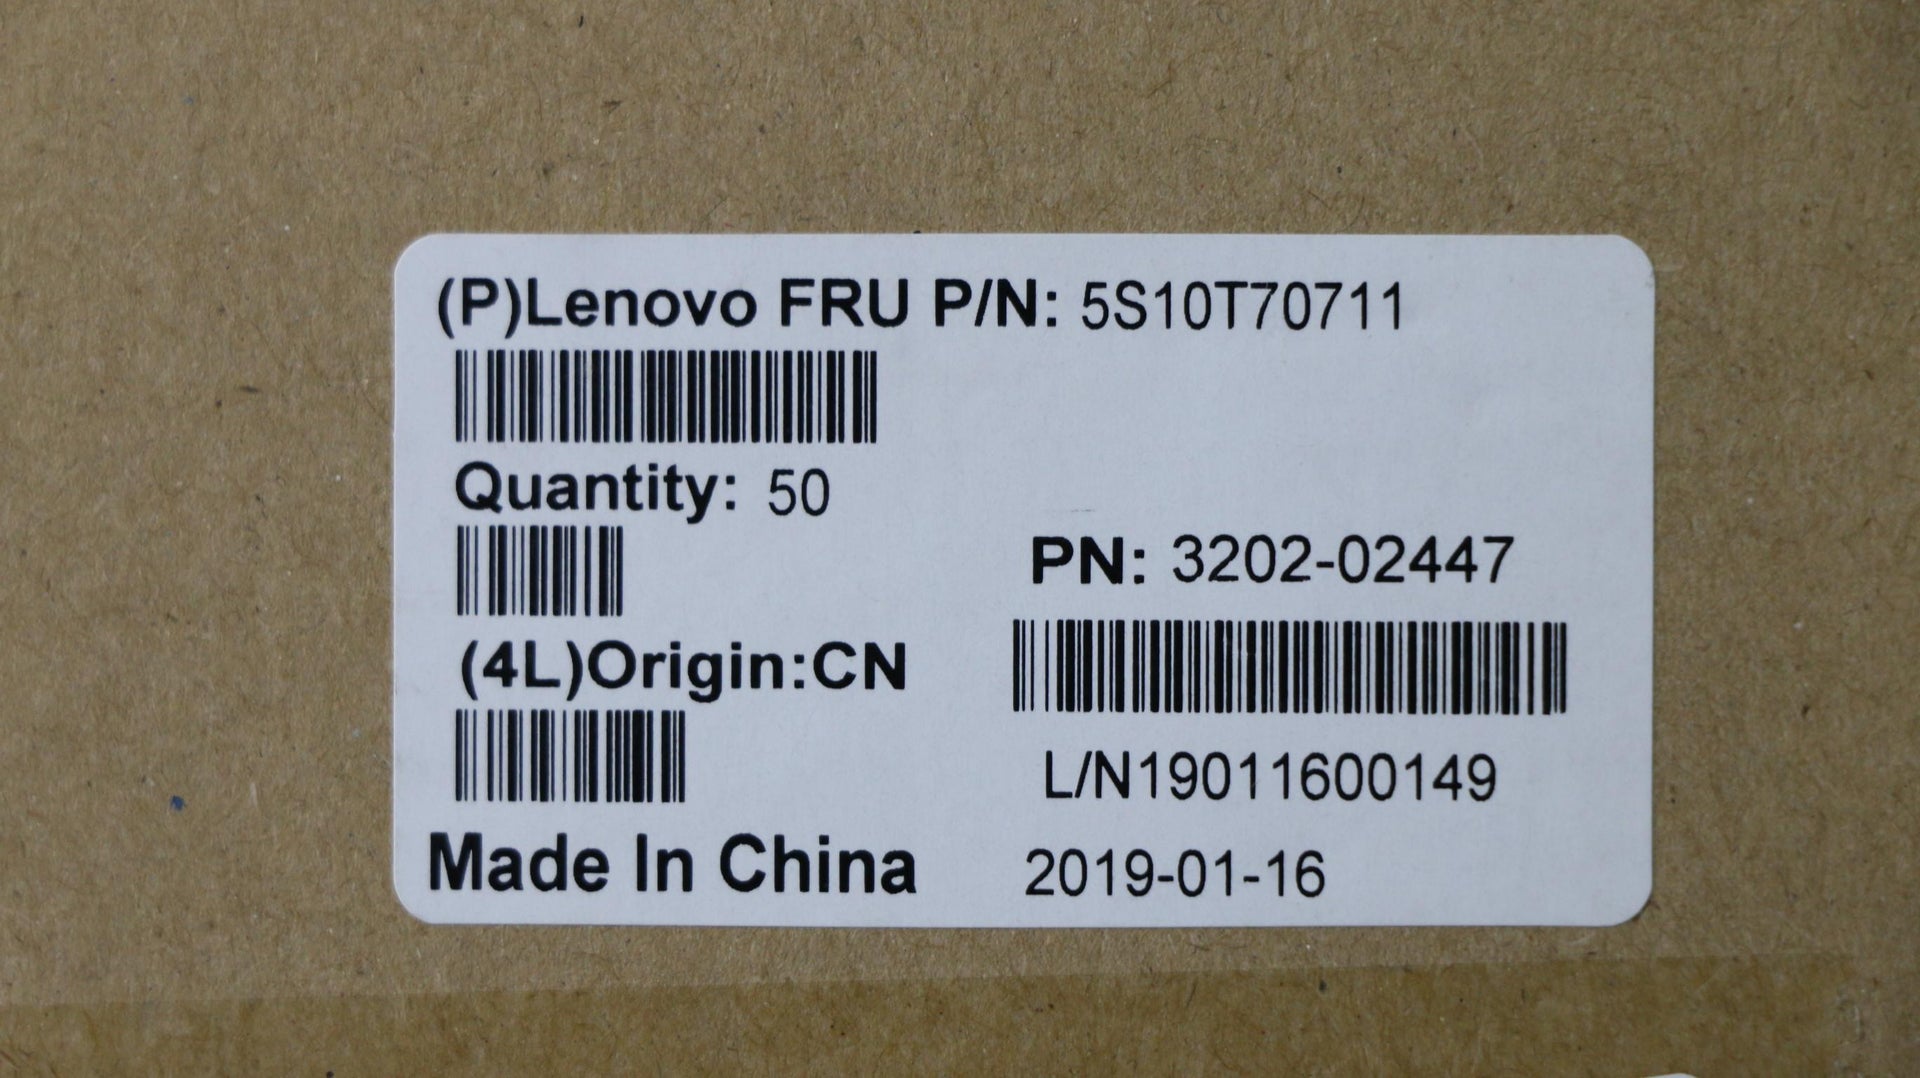 (P)Lenovo FRU P/N: 5S10T70711
Quantity: 50
PN: 3202-02447
(4L)Origin:CN
L/N19011600149
Made In China
2019-01-16